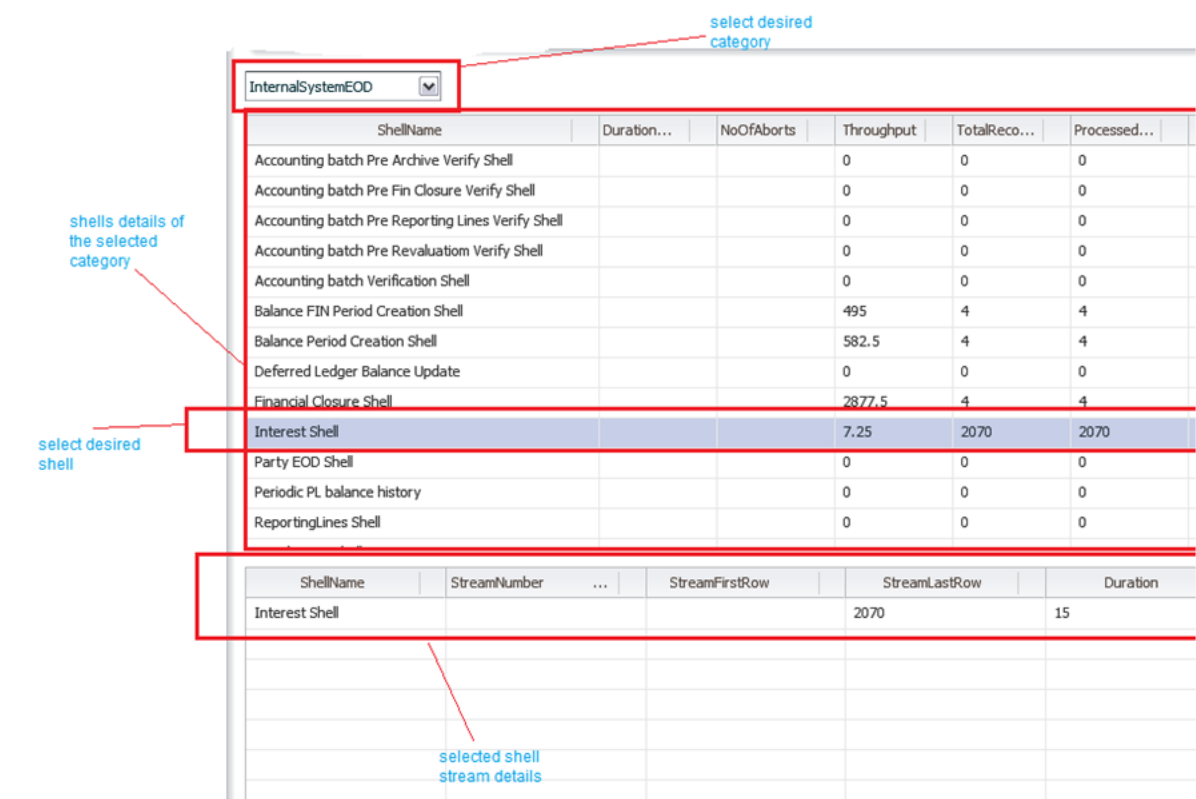 select desired
category
InternalSystemEOD
ShellName Duration... NoOfAborts Throughput TotalReco... Processed...
Accounting batch Pre Archive Verify Shell 0 0 0
Accounting batch Pre Fin Closure Verify Shell 0 0 0
Accounting batch Pre Reporting Lines Verify Shell 0 0 0
Accounting batch Pre Revaluatiom Verify Shell 0 0 0
Accounting batch Verification Shell 0 0 0
Balance FIN Period Creation Shell 495 4 4
Balance Period Creation Shell 582.5 4 4
Deferred Ledger Balance Update 0 0 0
Financial Closure Shell 2877.5 4 4
Interest Shell 7.25 2070 2070
Party EOD Shell 0 0 0
Periodic PL balance history 0 0 0
ReportingLines Shell 0 0 0
shells details of
the selected
category
select desired
shell
ShellName StreamNumber ... StreamFirstRow StreamLastRow Duration
Interest Shell 2070 15
selected shell
stream details